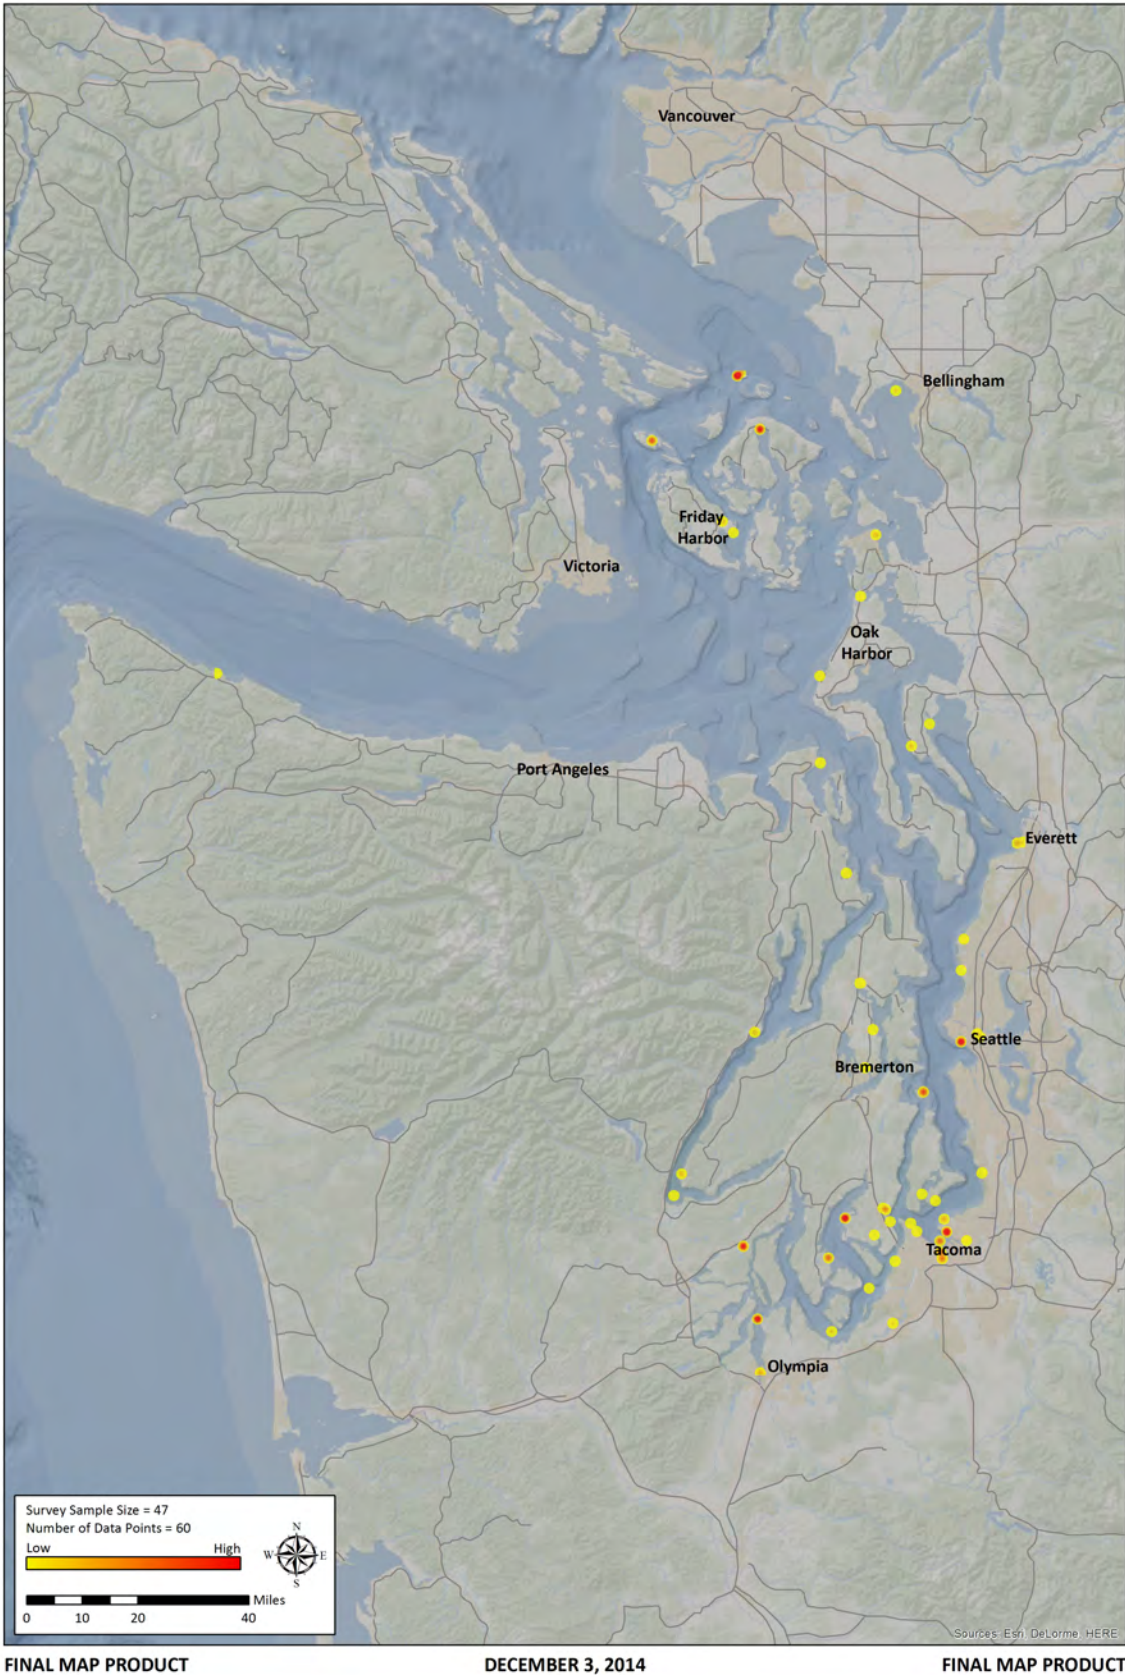 Vancouver
Bellingham
Friday
Harbor
Victoria
Oak
Harbor
Port Angeles
Everett
Seattle
Bremerton
Tacoma
Olympia
Survey Sample Size = 47
Number of Data Points = 60
Low High
N
W E
S
Miles
0 10 20 40
Sources: Esri, DeLorme, HERE
FINAL MAP PRODUCT DECEMBER 3, 2014 FINAL MAP PRODUCT